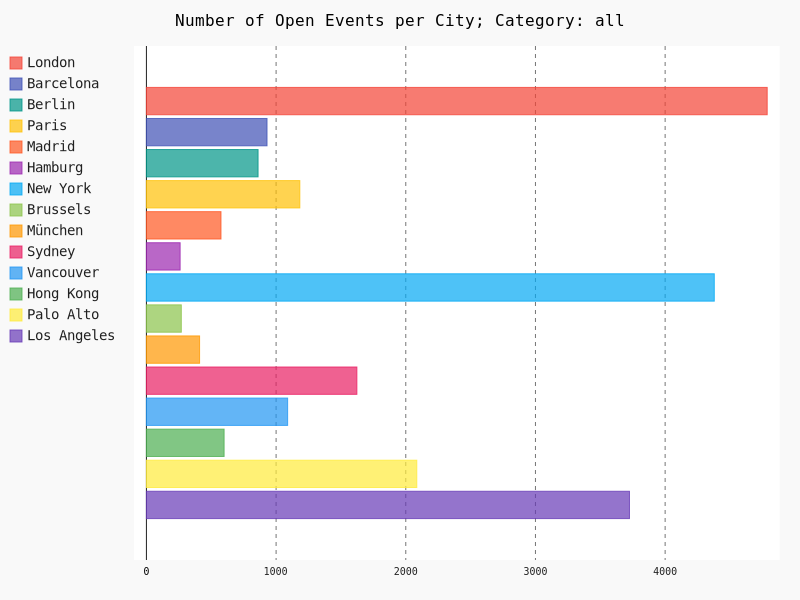 Number of Open Events per City; Category: all
London
Barcelona
Berlin
Paris
Madrid
Hamburg
New York
Brussels
München
Sydney
Vancouver
Hong Kong
Palo Alto
Los Angeles
0 1000 2000 3000 4000